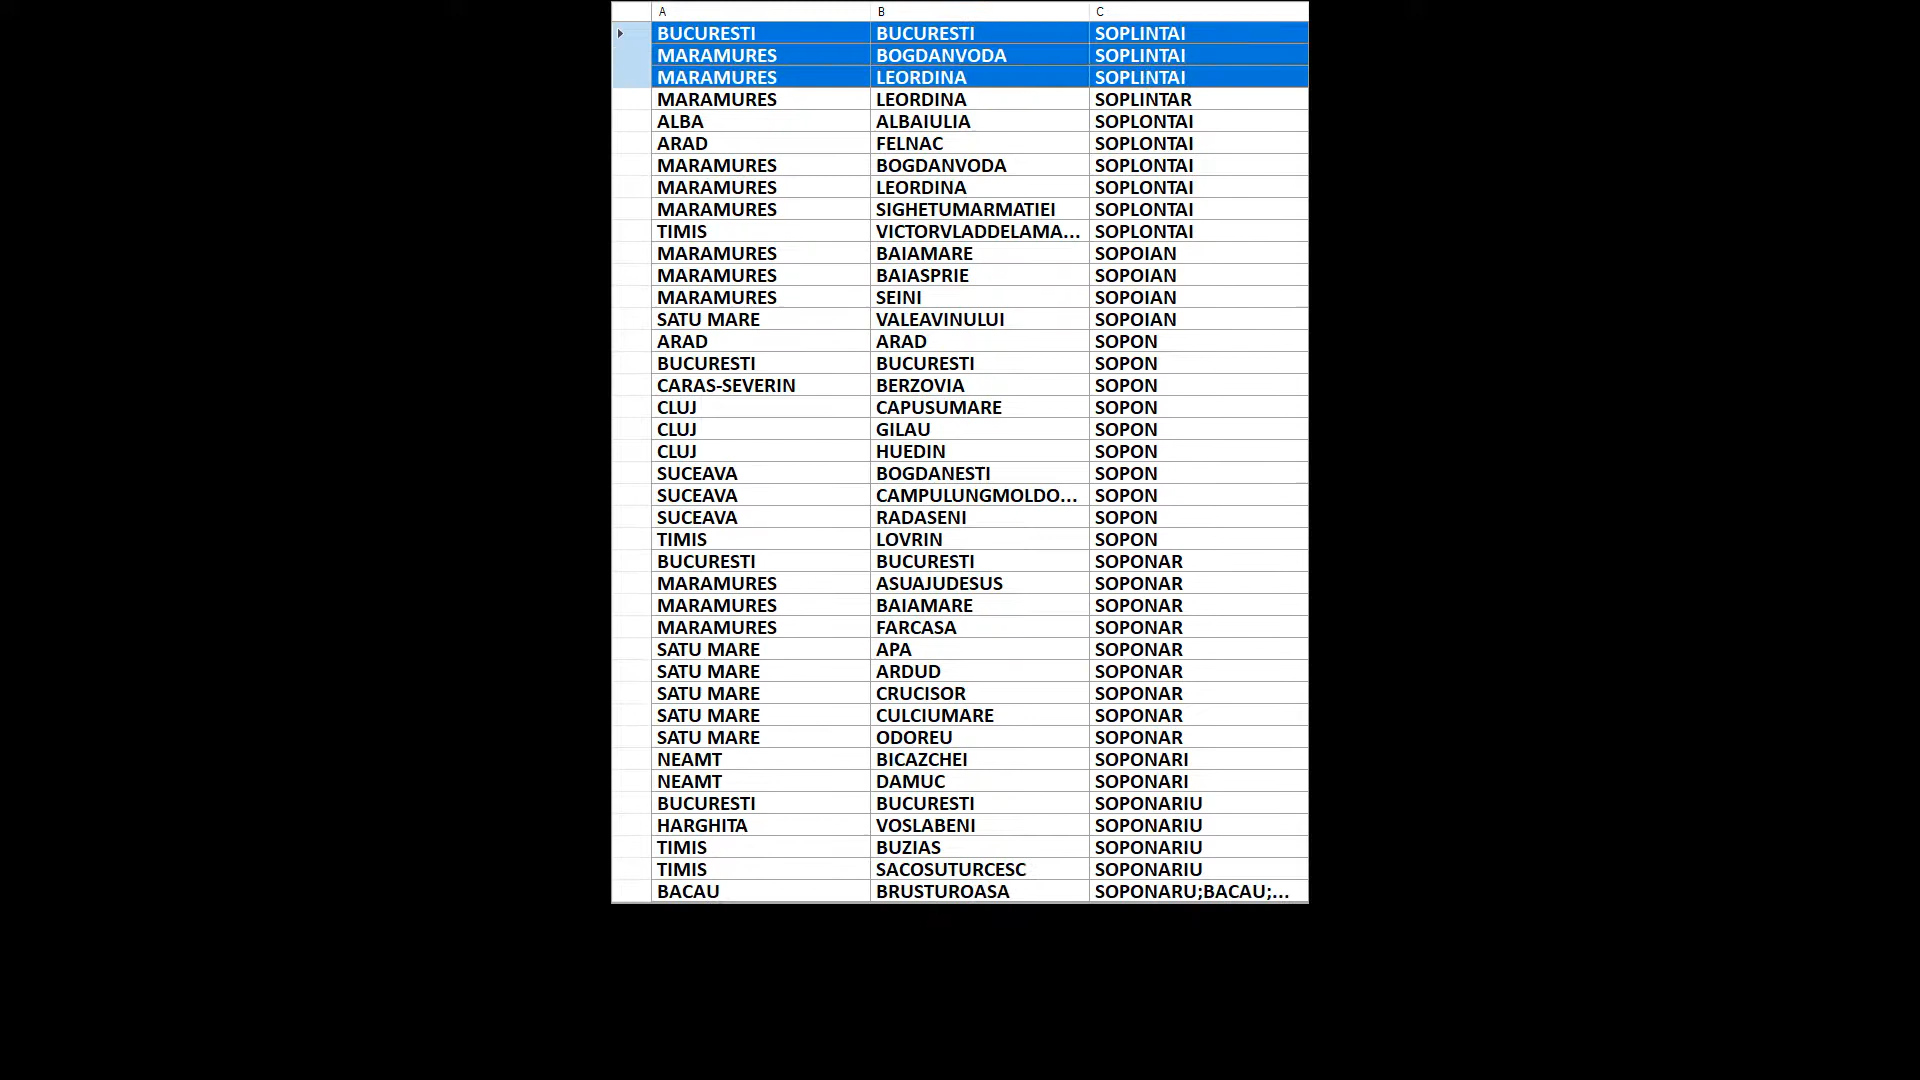 A B C
BUCURESTI BUCURESTI SOPLINTAI
MARAMURES BOGDANVODA SOPLINTAI
MARAMURES LEORDINA SOPLINTAI
MARAMURES LEORDINA SOPLINTAR
ALBA ALBAIULIA SOPLONTAI
ARAD FELNAC SOPLONTAI
MARAMURES BOGDANVODA SOPLONTAI
MARAMURES LEORDINA SOPLONTAI
MARAMURES SIGHETUMARMATIEI SOPLONTAI
TIMIS VICTORVLADDELAMA... SOPLONTAI
MARAMURES BAIAMARE SOPOIAN
MARAMURES BAIASPRIE SOPOIAN
MARAMURES SEINI SOPOIAN
SATU MARE VALEAVINULUI SOPOIAN
ARAD ARAD SOPON
BUCURESTI BUCURESTI SOPON
CARAS-SEVERIN BERZOVIA SOPON
CLUJ CAPUSUMARE SOPON
CLUJ GILAU SOPON
CLUJ HUEDIN SOPON
SUCEAVA BOGDANESTI SOPON
SUCEAVA CAMPULUNGMOLDO... SOPON
SUCEAVA RADASENI SOPON
TIMIS LOVRIN SOPON
BUCURESTI BUCURESTI SOPONAR
MARAMURES ASUAJUDESUS SOPONAR
MARAMURES BAIAMARE SOPONAR
MARAMURES FARCASA SOPONAR
SATU MARE APA SOPONAR
SATU MARE ARDUD SOPONAR
SATU MARE CRUCISOR SOPONAR
SATU MARE CULCIUMARE SOPONAR
SATU MARE ODOREU SOPONAR
NEAMT BICAZCHEI SOPONARI
NEAMT DAMUC SOPONARI
BUCURESTI BUCURESTI SOPONARIU
HARGHITA VOSLABENI SOPONARIU
TIMIS BUZIAS SOPONARIU
TIMIS SACOSUTURCESC SOPONARIU
BACAU BRUSTUROASA SOPONARU;BACAU;...